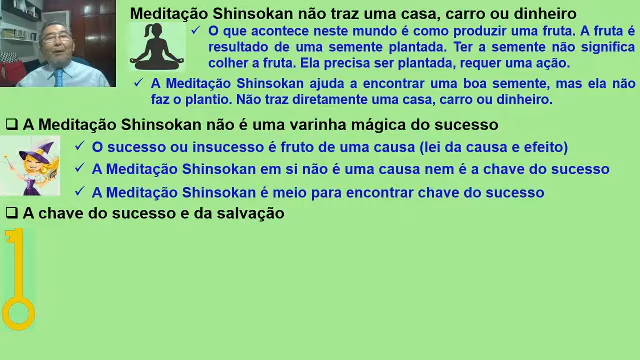 Meditação Shinsokan não traz uma casa, carro ou dinheiro
✓ O que acontece neste mundo é como produzir uma fruta. A fruta é
resultado de uma semente plantada. Ter a semente não significa
colher a fruta. Ela precisa ser plantada, requer uma ação.
✓ A Meditação Shinsokan ajuda a encontrar uma boa semente, mas ela não
faz o plantio. Não traz diretamente uma casa, carro ou dinheiro.
❑ A Meditação Shinsokan não é uma varinha mágica do sucesso
✓ O sucesso ou insucesso é fruto de uma causa (lei da causa e efeito)
✓ A Meditação Shinsokan em si não é uma causa nem é a chave do sucesso
✓ A Meditação Shinsokan é meio para encontrar chave do sucesso
❑ A chave do sucesso e da salvação